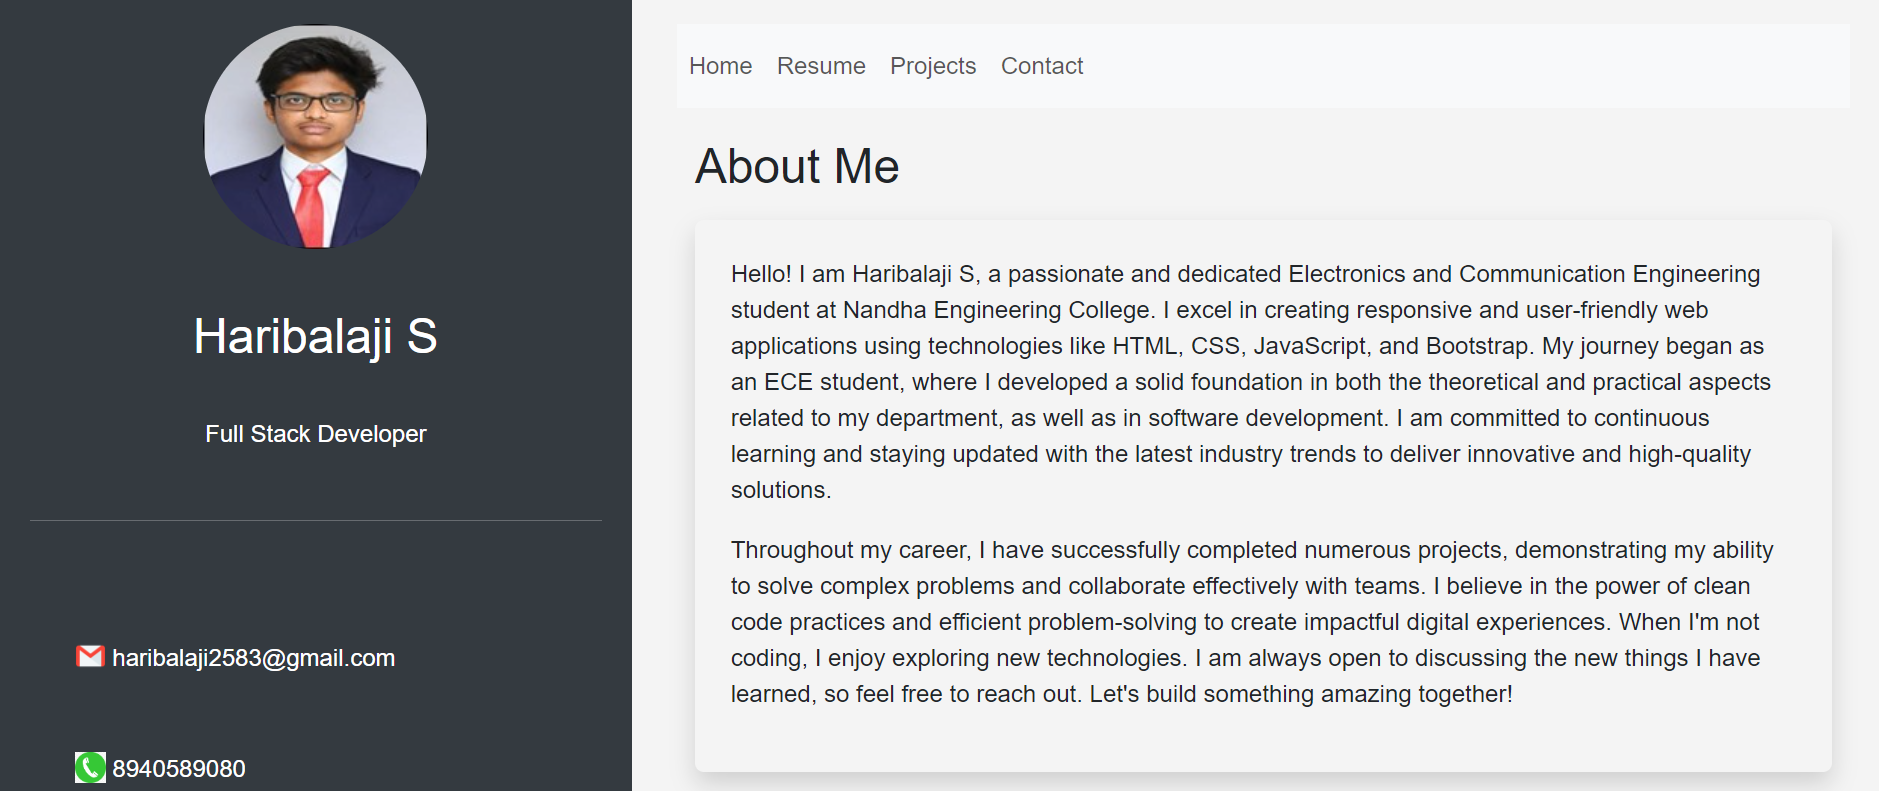 Haribalaji S
Full Stack Developer
haribalaji2583@gmail.com
8940589080
Home Resume Projects Contact
About Me
Hello! I am Haribalaji S, a passionate and dedicated Electronics and Communication Engineering
student at Nandha Engineering College. I excel in creating responsive and user-friendly web
applications using technologies like HTML, CSS, JavaScript, and Bootstrap. My journey began as
an ECE student, where I developed a solid foundation in both the theoretical and practical aspects
related to my department, as well as in software development. I am committed to continuous
learning and staying updated with the latest industry trends to deliver innovative and high-quality
solutions.
Throughout my career, I have successfully completed numerous projects, demonstrating my ability
to solve complex problems and collaborate effectively with teams. I believe in the power of clean
code practices and efficient problem-solving to create impactful digital experiences. When I'm not
coding, I enjoy exploring new technologies. I am always open to discussing the new things I have
learned, so feel free to reach out. Let's build something amazing together!